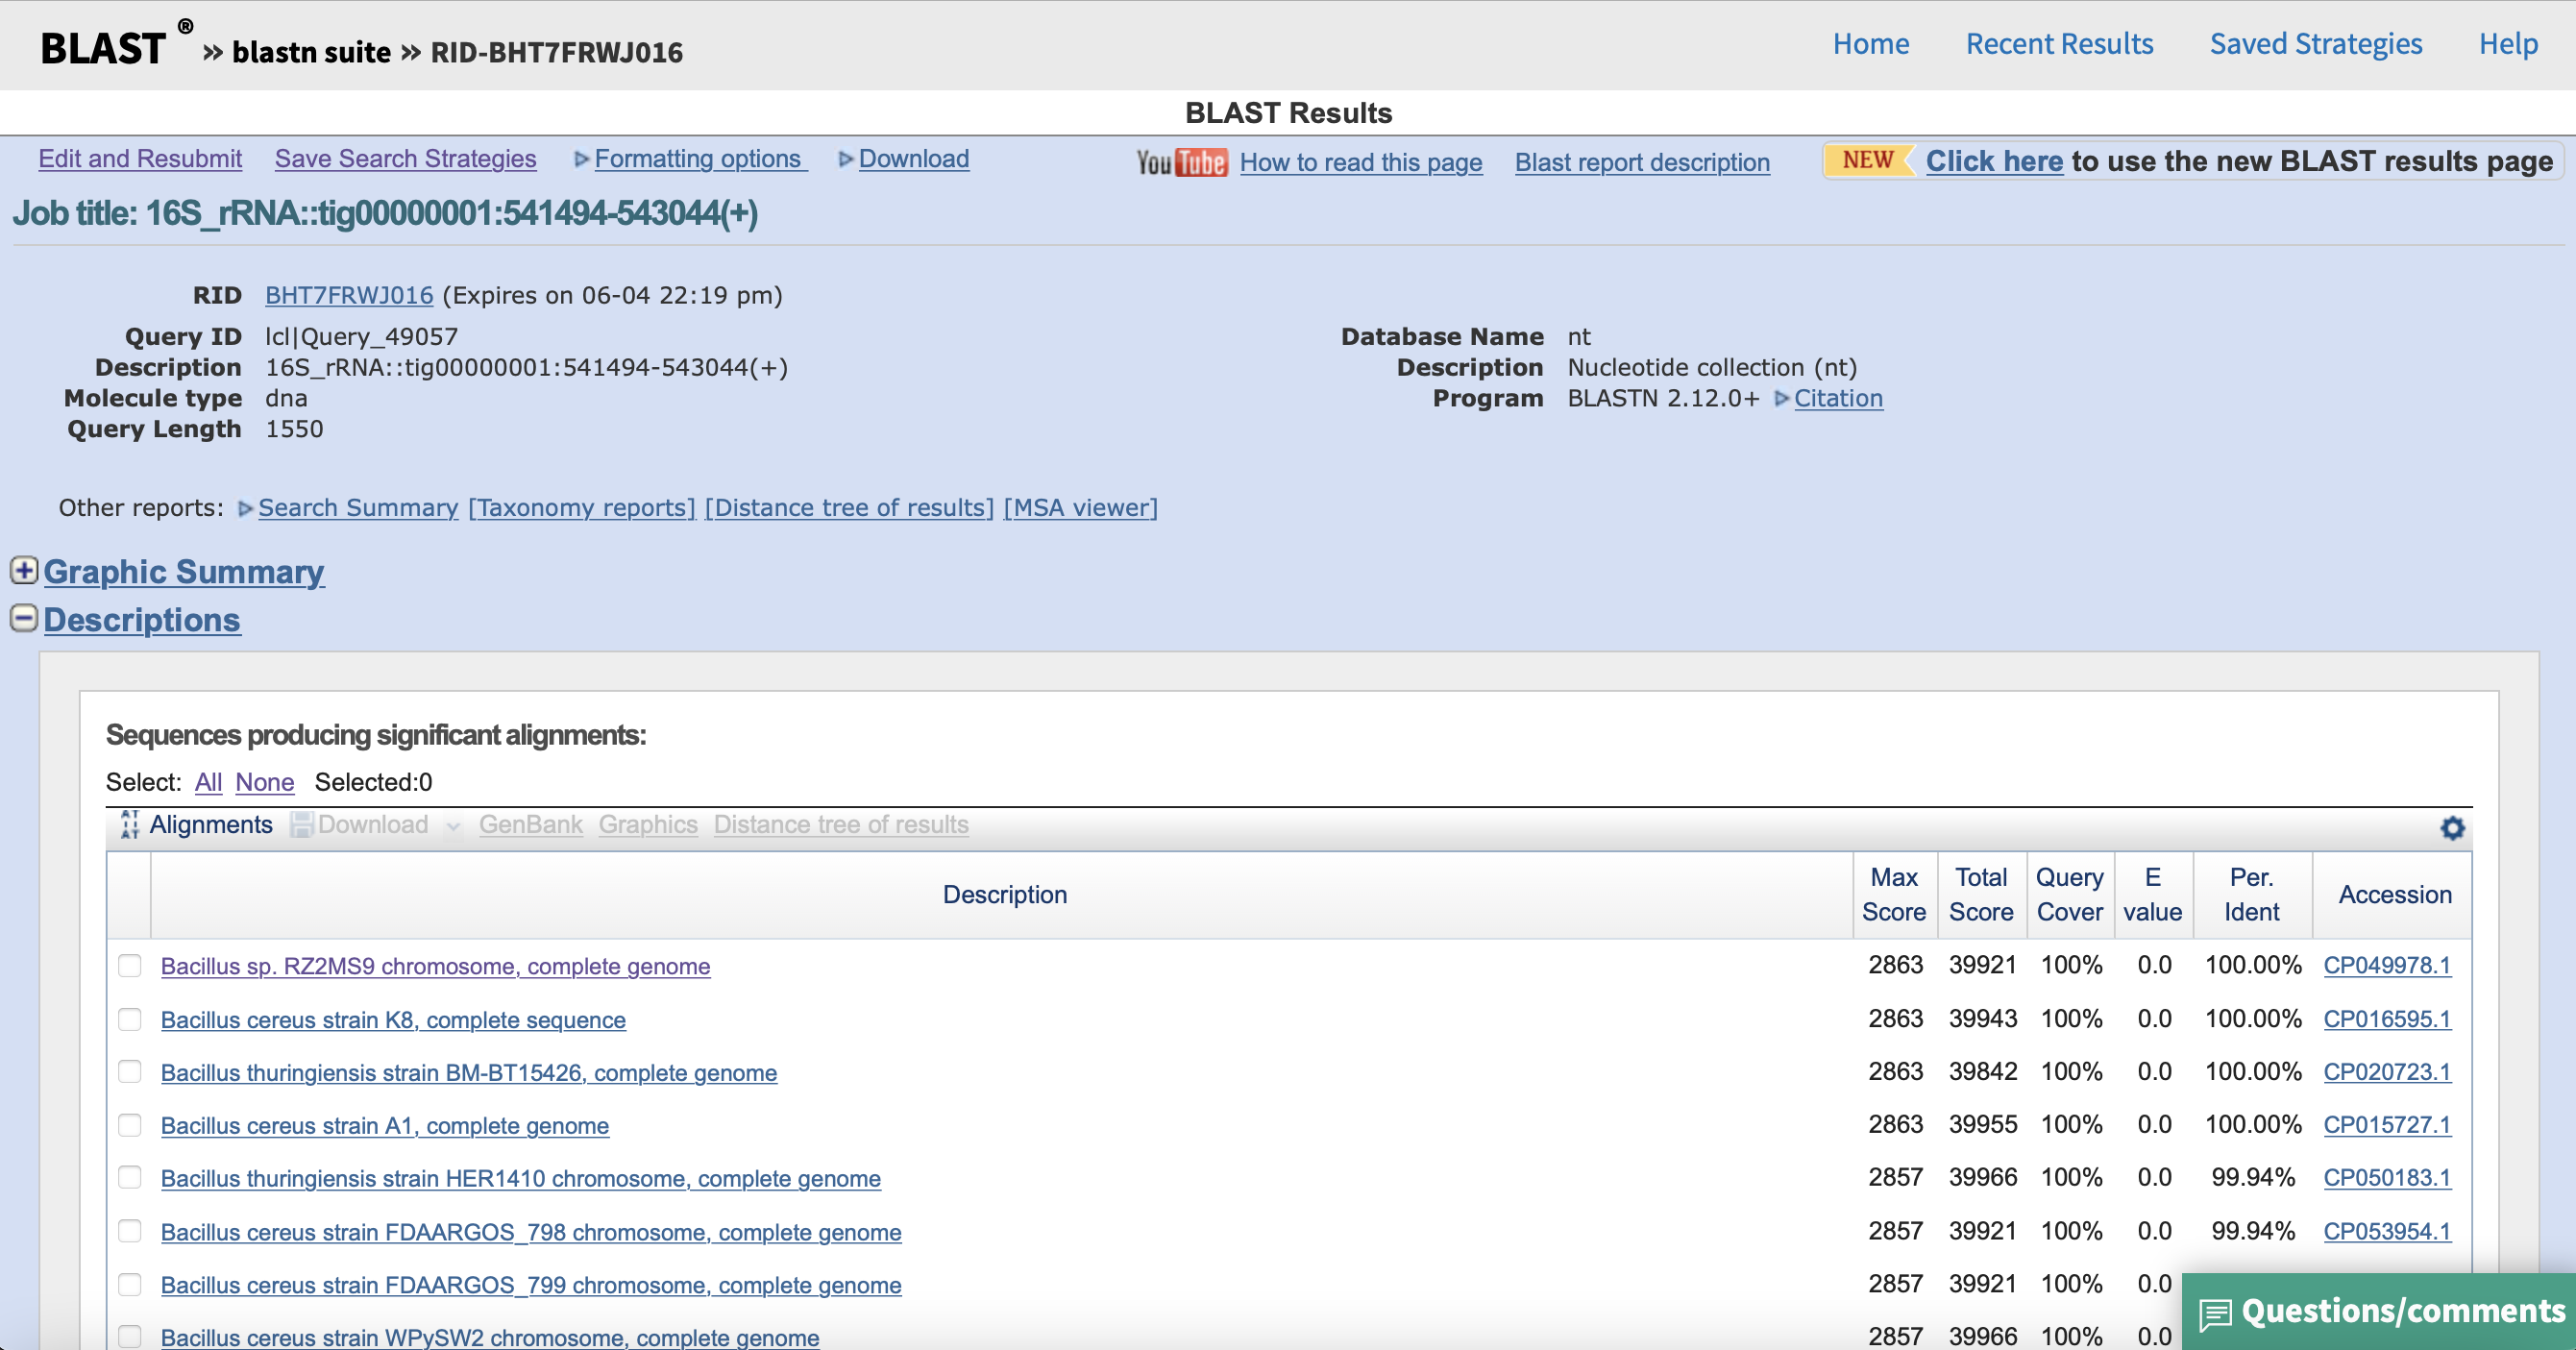 BLAST ® » blastn suite » RID-BHT7FRWJ016
Home Recent Results Saved Strategies Help
BLAST Results
Edit and Resubmit Save Search Strategies Formatting options Download YouTube How to read this page Blast report description NEW Click here to use the new BLAST results page
Job title: 16S_rRNA::tig00000001:541494-543044(+)
RID BHT7FRWJ016 (Expires on 06-04 22:19 pm)
Query ID lcl|Query_49057
Description 16S_rRNA::tig00000001:541494-543044(+)
Molecule type dna
Query Length 1550
Database Name nt
Description Nucleotide collection (nt)
Program BLASTN 2.12.0+ Citation
Other reports: Search Summary [Taxonomy reports] [Distance tree of results] [MSA viewer]
Graphic Summary
Descriptions
Sequences producing significant alignments:
Select: All None Selected:0
Alignments Download GenBank Graphics Distance tree of results
Description Max Score Total Score Query Cover E value Per. Ident Accession
Bacillus sp. RZ2MS9 chromosome, complete genome 2863 39921 100% 0.0 100.00% CP049978.1
Bacillus cereus strain K8, complete sequence 2863 39943 100% 0.0 100.00% CP016595.1
Bacillus thuringiensis strain BM-BT15426, complete genome 2863 39842 100% 0.0 100.00% CP020723.1
Bacillus cereus strain A1, complete genome 2863 39955 100% 0.0 100.00% CP015727.1
Bacillus thuringiensis strain HER1410 chromosome, complete genome 2857 39966 100% 0.0 99.94% CP050183.1
Bacillus cereus strain FDAARGOS_798 chromosome, complete genome 2857 39921 100% 0.0 99.94% CP053954.1
Bacillus cereus strain FDAARGOS_799 chromosome, complete genome 2857 39921 100% 0.0
Bacillus cereus strain WPySW2 chromosome, complete genome 2857 39966 100% 0.0
Questions/comments